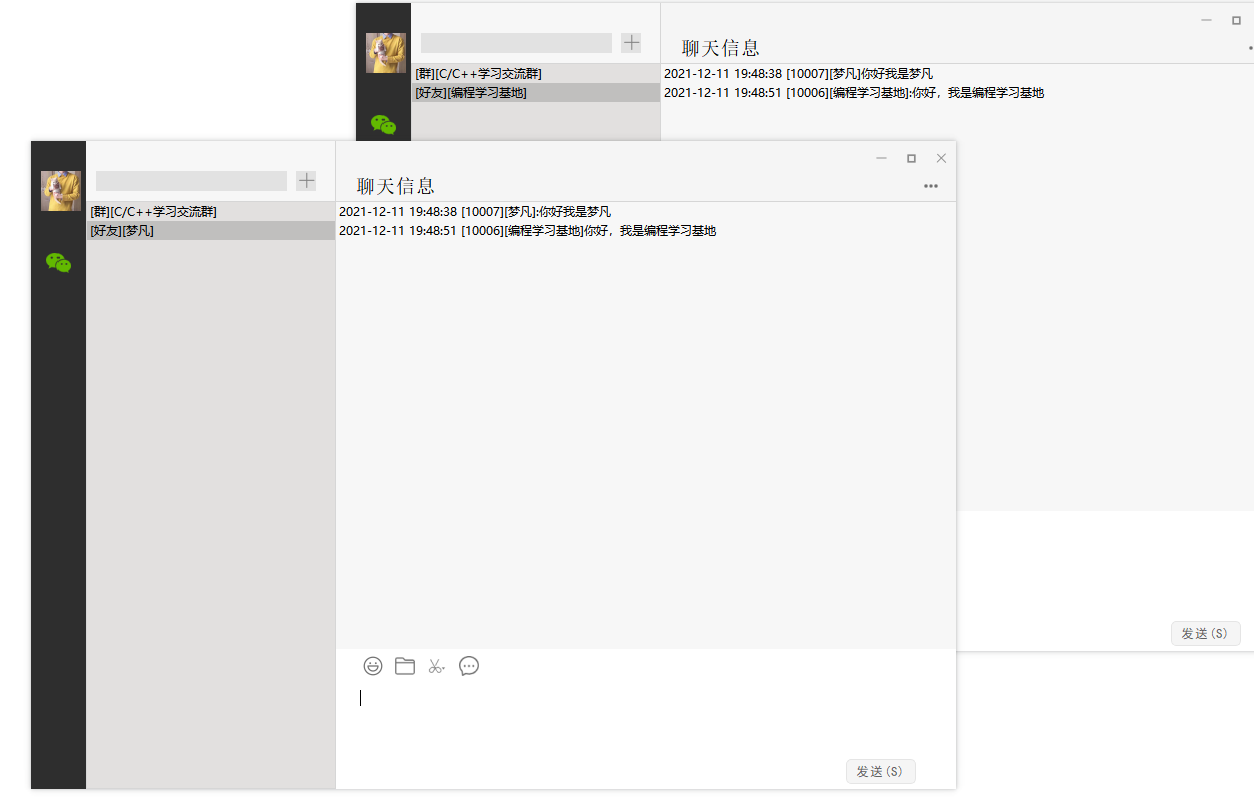 聊天信息
[群][C/C++学习交流群]
[好友][编程学习基地]
2021-12-11 19:48:38 [10007][梦凡]你好我是梦凡
2021-12-11 19:48:51 [10006][编程学习基地]:你好，我是编程学习基地
发送(S)
聊天信息
[群][C/C++学习交流群]
[好友][梦凡]
2021-12-11 19:48:38 [10007][梦凡]:你好我是梦凡
2021-12-11 19:48:51 [10006][编程学习基地]你好，我是编程学习基地
发送(S)